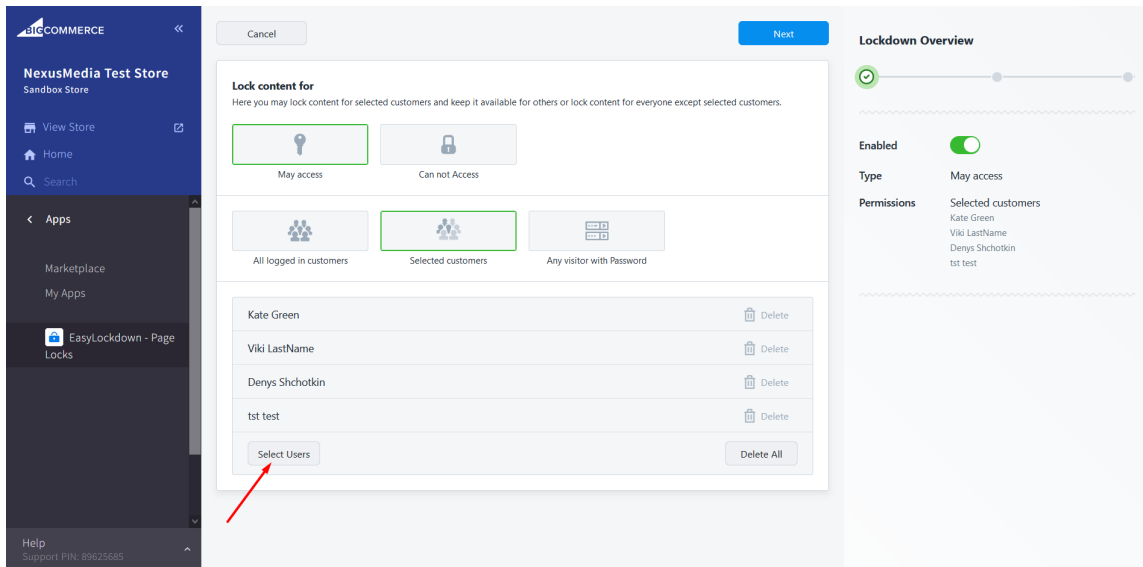 BIGCOMMERCE
«
NexusMedia Test Store
Sandbox Store
View Store
Home
Search
Apps
Marketplace
My Apps
EasyLockdown - Page
Locks
Help
Support PIN: 89625685
Cancel
Next
Lock content for
Here you may lock content for selected customers and keep it available for others or lock content for everyone except selected customers.
May access
Can not Access
All logged in customers
Selected customers
Any visitor with Password
Kate Green
Delete
Viki LastName
Delete
Denys Shchotkin
Delete
tst test
Delete
Select Users
Delete All
Lockdown Overview
Enabled
Type
May access
Permissions
Selected customers
Kate Green
Viki LastName
Denys Shchotkin
tst test